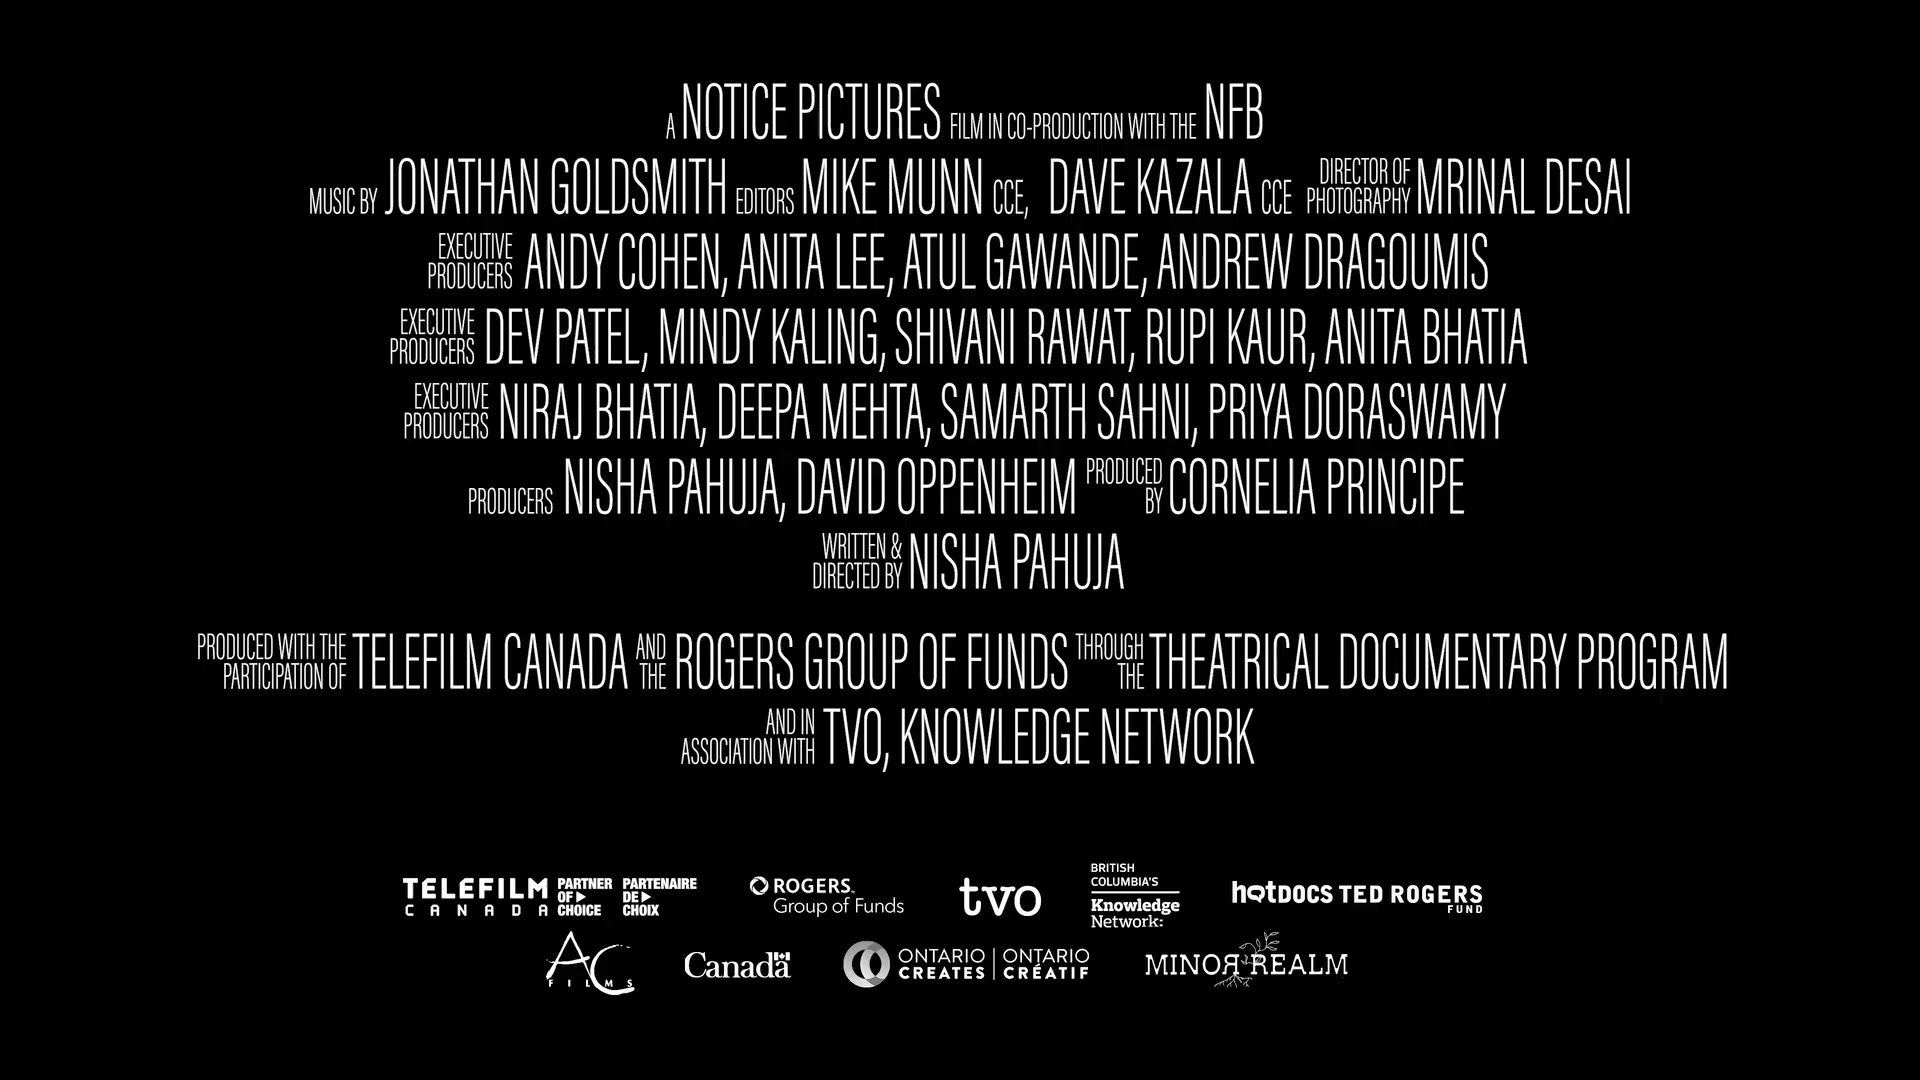 A NOTICE PICTURES FILM IN CO-PRODUCTION WITH THE NFB
MUSIC BY JONATHAN GOLDSMITH EDITORS MIKE MUNN CCE, DAVE KAZALA CCE DIRECTOR OF PHOTOGRAPHY MRINAL DESAI
EXECUTIVE PRODUCERS ANDY COHEN, ANITA LEE, ATUL GAWANDE, ANDREW DRAGOUMIS
EXECUTIVE PRODUCERS DEV PATEL, MINDY KALING, SHIVANI RAWAT, RUPI KAUR, ANITA BHATIA
EXECUTIVE PRODUCERS NIRAJ BHATIA, DEEPA MEHTA, SAMARTH SAHNI, PRIYA DORASWAMY
PRODUCERS NISHA PAHUJA, DAVID OPPENHEIM PRODUCED BY CORNELIA PRINCIPE
WRITTEN & DIRECTED BY NISHA PAHUJA
PRODUCED WITH THE PARTICIPATION OF TELEFILM CANADA AND THE ROGERS GROUP OF FUNDS THROUGH THE THEATRICAL DOCUMENTARY PROGRAM
AND IN ASSOCIATION WITH TVO, KNOWLEDGE NETWORK
TELEFILM CANADA PARTNER OF CHOICE PARTENAIRE DE CHOIX
ROGERS™ Group of Funds
tvo
BRITISH COLUMBIA'S Knowledge Network:
hotDOCS TED ROGERS FUND
AC FILMS
Canada
ONTARIO CREATES | ONTARIO CRÉATIF
MINOR REALM